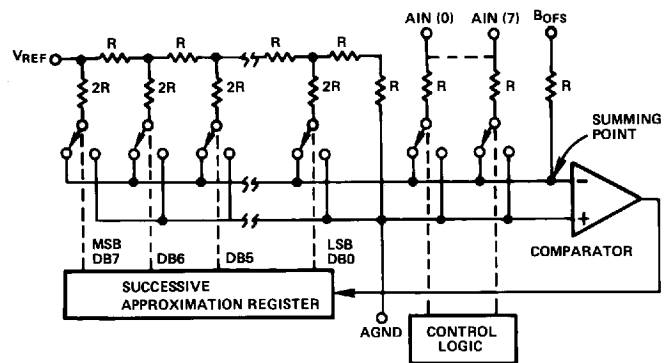 AIN (0) AIN (7) BOFS
VREF R R R R
2R 2R 2R 2R R R R R
SUMMING
POINT
−
+
COMPARATOR
MSB
DB7 DB6 DB5 LSB
DB0
SUCCESSIVE
APPROXIMATION REGISTER
AGND
CONTROL
LOGIC